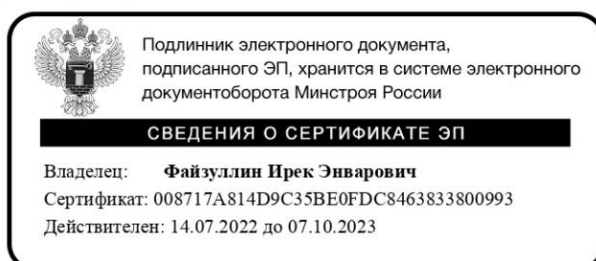 Подлинник электронного документа,
подписанного ЭП, хранится в системе электронного
документоборота Минстроя России
СВЕДЕНИЯ О СЕРТИФИКАТЕ ЭП
Владелец: Файзуллин Ирек Энварович
Сертификат: 008717A814D9C35BE0FDC8463833800993
Действителен: 14.07.2022 до 07.10.2023